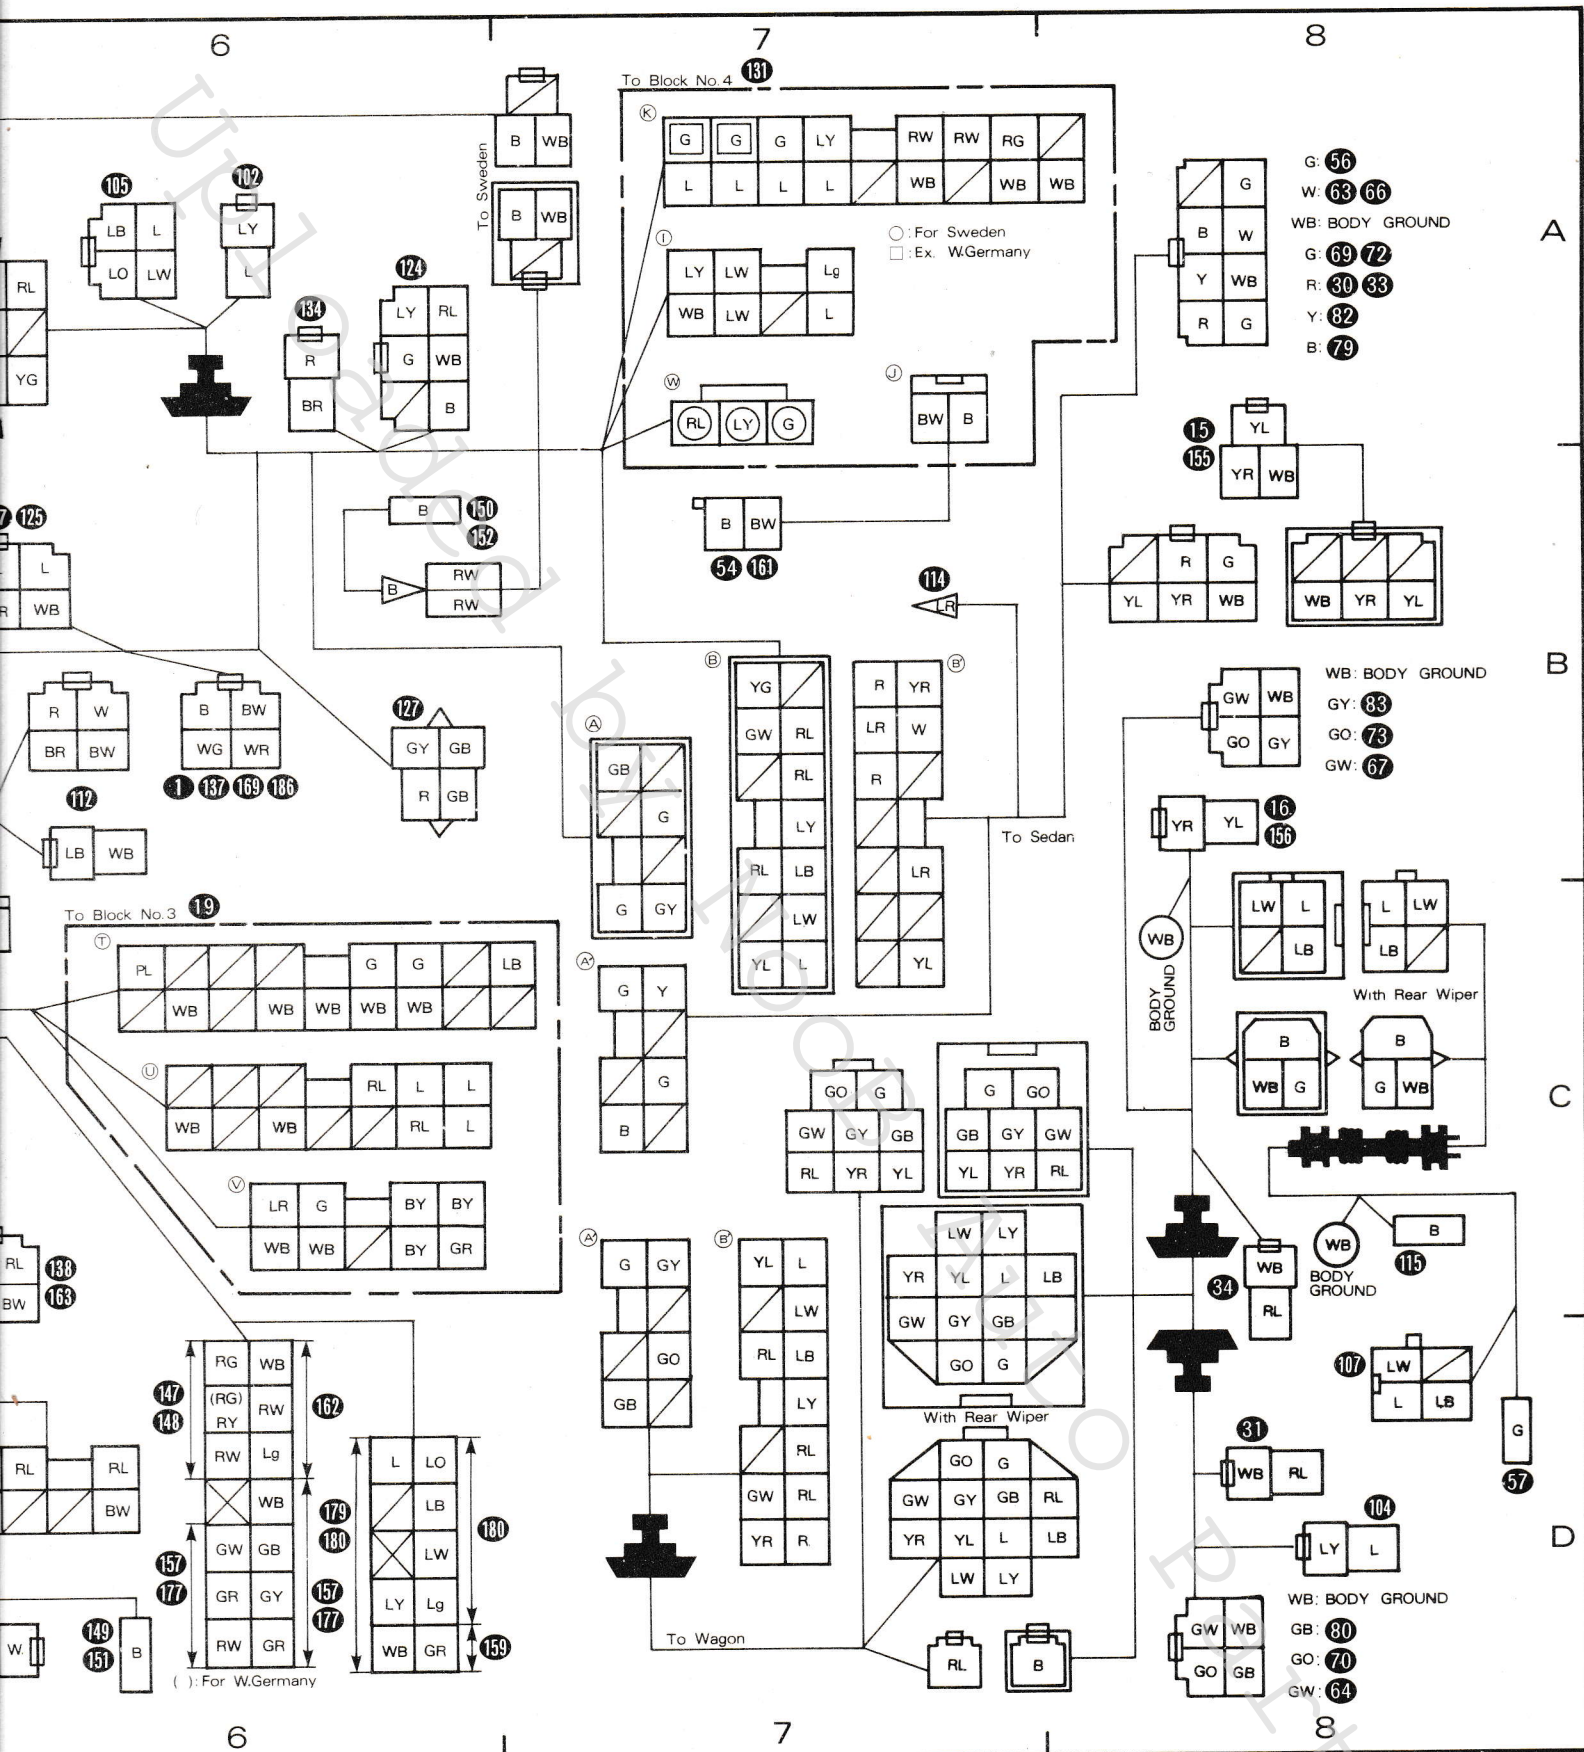 6 7 8
To Block No. 4 131
To Sweden
B WB
B WB
K
G G G LY RW RW RG
L L L L WB WB WB
○: For Sweden
□: Ex. W.Germany
I
LY LW Lg
WB LW L
W
RL LY G
J
BW B
105
LB L
LO LW
102
LY
L
RL
YG
134
R
BR
124
LY RL
G WB
B
G
B W
Y WB
R G
G: 56
W: 63 66
WB: BODY GROUND
G: 69 72
R: 30 33
Y: 82
B: 79
A
15
155
YL
YR WB
B 150
152
B RW
RW
B BW
54 161
114
LR
R G
YL YR WB
WB YR YL
125
L
WB
R W
BR BW
B BW
WG WR
1 137 169 186
112
LB WB
127
GY GB
R GB
A
GB
G
G GY
B
YG
GW RL
RL
LY
RL LB
LW
YL L
B'
R YR
LR W
R
LR
YL
To Sedan
GW WB
GO GY
WB: BODY GROUND
GY: 83
GO: 73
GW: 67
B
YR YL
16
156
WB
BODY GROUND
LW L
LB
L LW
LB
With Rear Wiper
B
WB G
B
G WB
To Block No. 3 19
T
PL G G LB
WB WB WB WB WB
U
RL L L
WB WB RL L
V
LR G BY BY
WB WB BY GR
A'
G Y
G
B
GO G
GW GY GB
RL YR YL
G GO
GB GY GW
YL YR RL
C
A'
G GY
GO
GB
B'
YL L
LW
RL LB
LY
RL
GW RL
YR R
LW LY
YR YL L LB
GW GY GB
GO G
With Rear Wiper
GO G
GW GY GB RL
YR YL L LB
LW LY
34
WB
RL
WB
BODY GROUND
B
115
107
LW
L LB
G
57
RL
BW
138
163
147
148
RG WB
(RG)
RY RW
RW Lg
WB
GW GB
GR GY
RW GR
162
157
177
157
177
( ): For W.Germany
179
180
L LO
LB
LW
LY Lg
WB GR
180
159
RL RL
BW
W
149
151
B
To Wagon
RL
B
31
WB RL
104
LY L
GW WB
GO GB
WB: BODY GROUND
GB: 80
GO: 70
GW: 64
D
6 7 8
Uploaded by NooB Auto Part